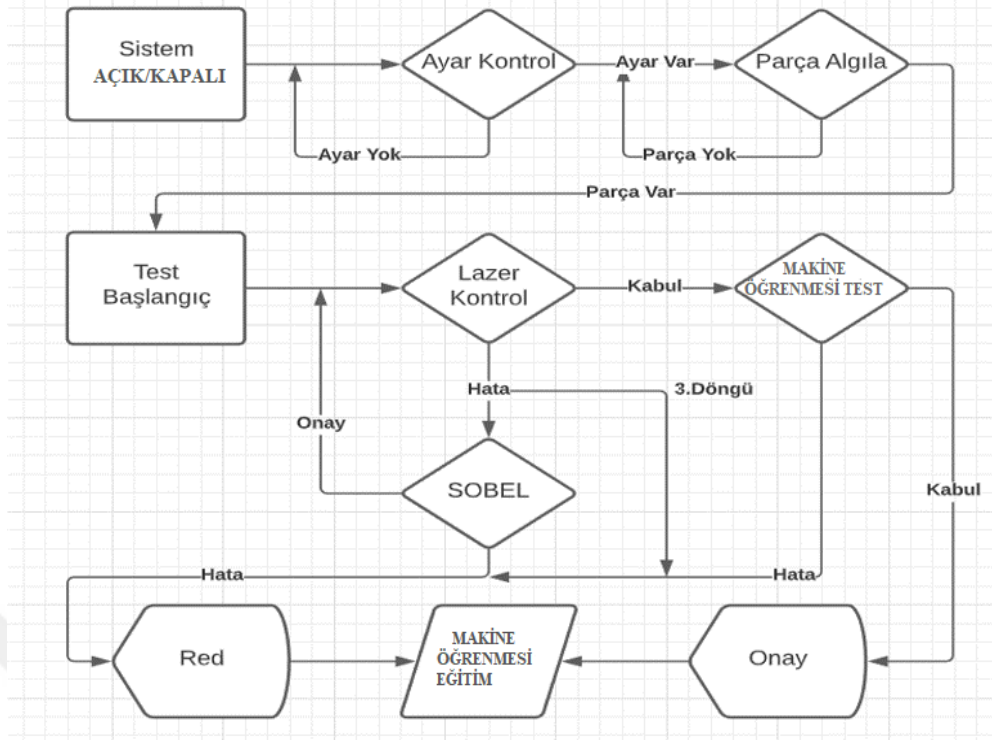 Sistem
AÇIK/KAPALI
Ayar Kontrol
Ayar Var
Parça Algıla
Ayar Yok
Parça Yok
Parça Var
Test
Başlangıç
Lazer
Kontrol
Kabul
MAKİNE
ÖĞRENMESİ TEST
Hata
3.Döngü
Onay
SOBEL
Kabul
Hata
Hata
Red
MAKİNE
ÖĞRENMESİ
EĞİTİM
Onay